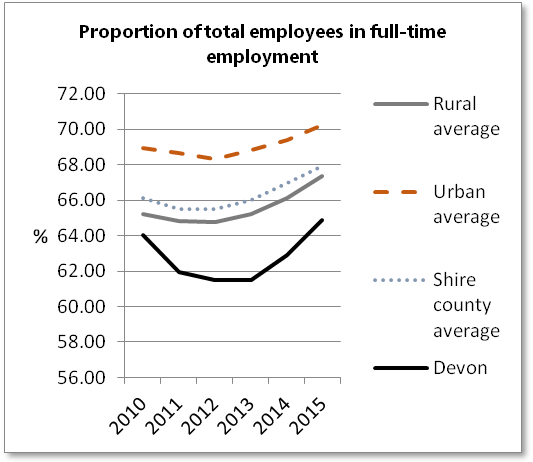 Proportion of total employees in full-time
employment
72.00
70.00
68.00
66.00
64.00
62.00
60.00
58.00
56.00
%
2010
2011
2012
2013
2014
2015
Rural
average
Urban
average
Shire
county
average
Devon